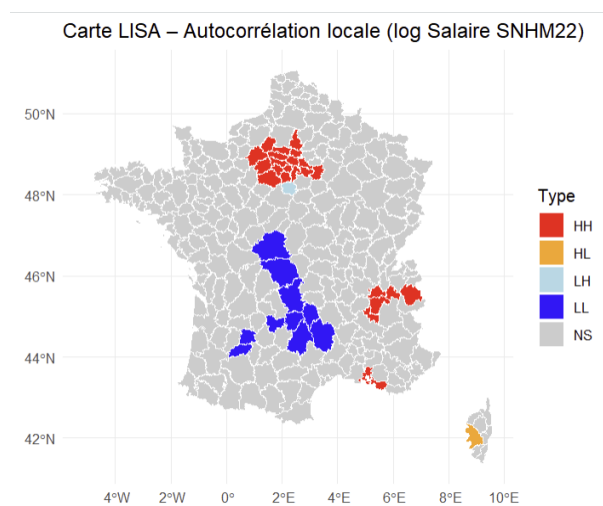 Carte LISA – Autocorrélation locale (log Salaire SNHM22)
50°N
48°N
46°N
44°N
42°N
4°W
2°W
0°
2°E
4°E
6°E
8°E
10°E
Type
HH
HL
LH
LL
NS